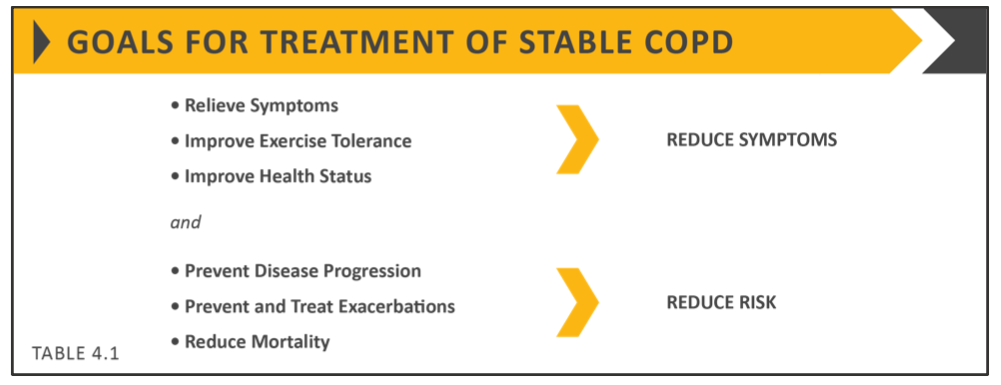 GOALS FOR TREATMENT OF STABLE COPD
• Relieve Symptoms
• Improve Exercise Tolerance
• Improve Health Status
REDUCE SYMPTOMS
and
• Prevent Disease Progression
• Prevent and Treat Exacerbations
• Reduce Mortality
REDUCE RISK
TABLE 4.1